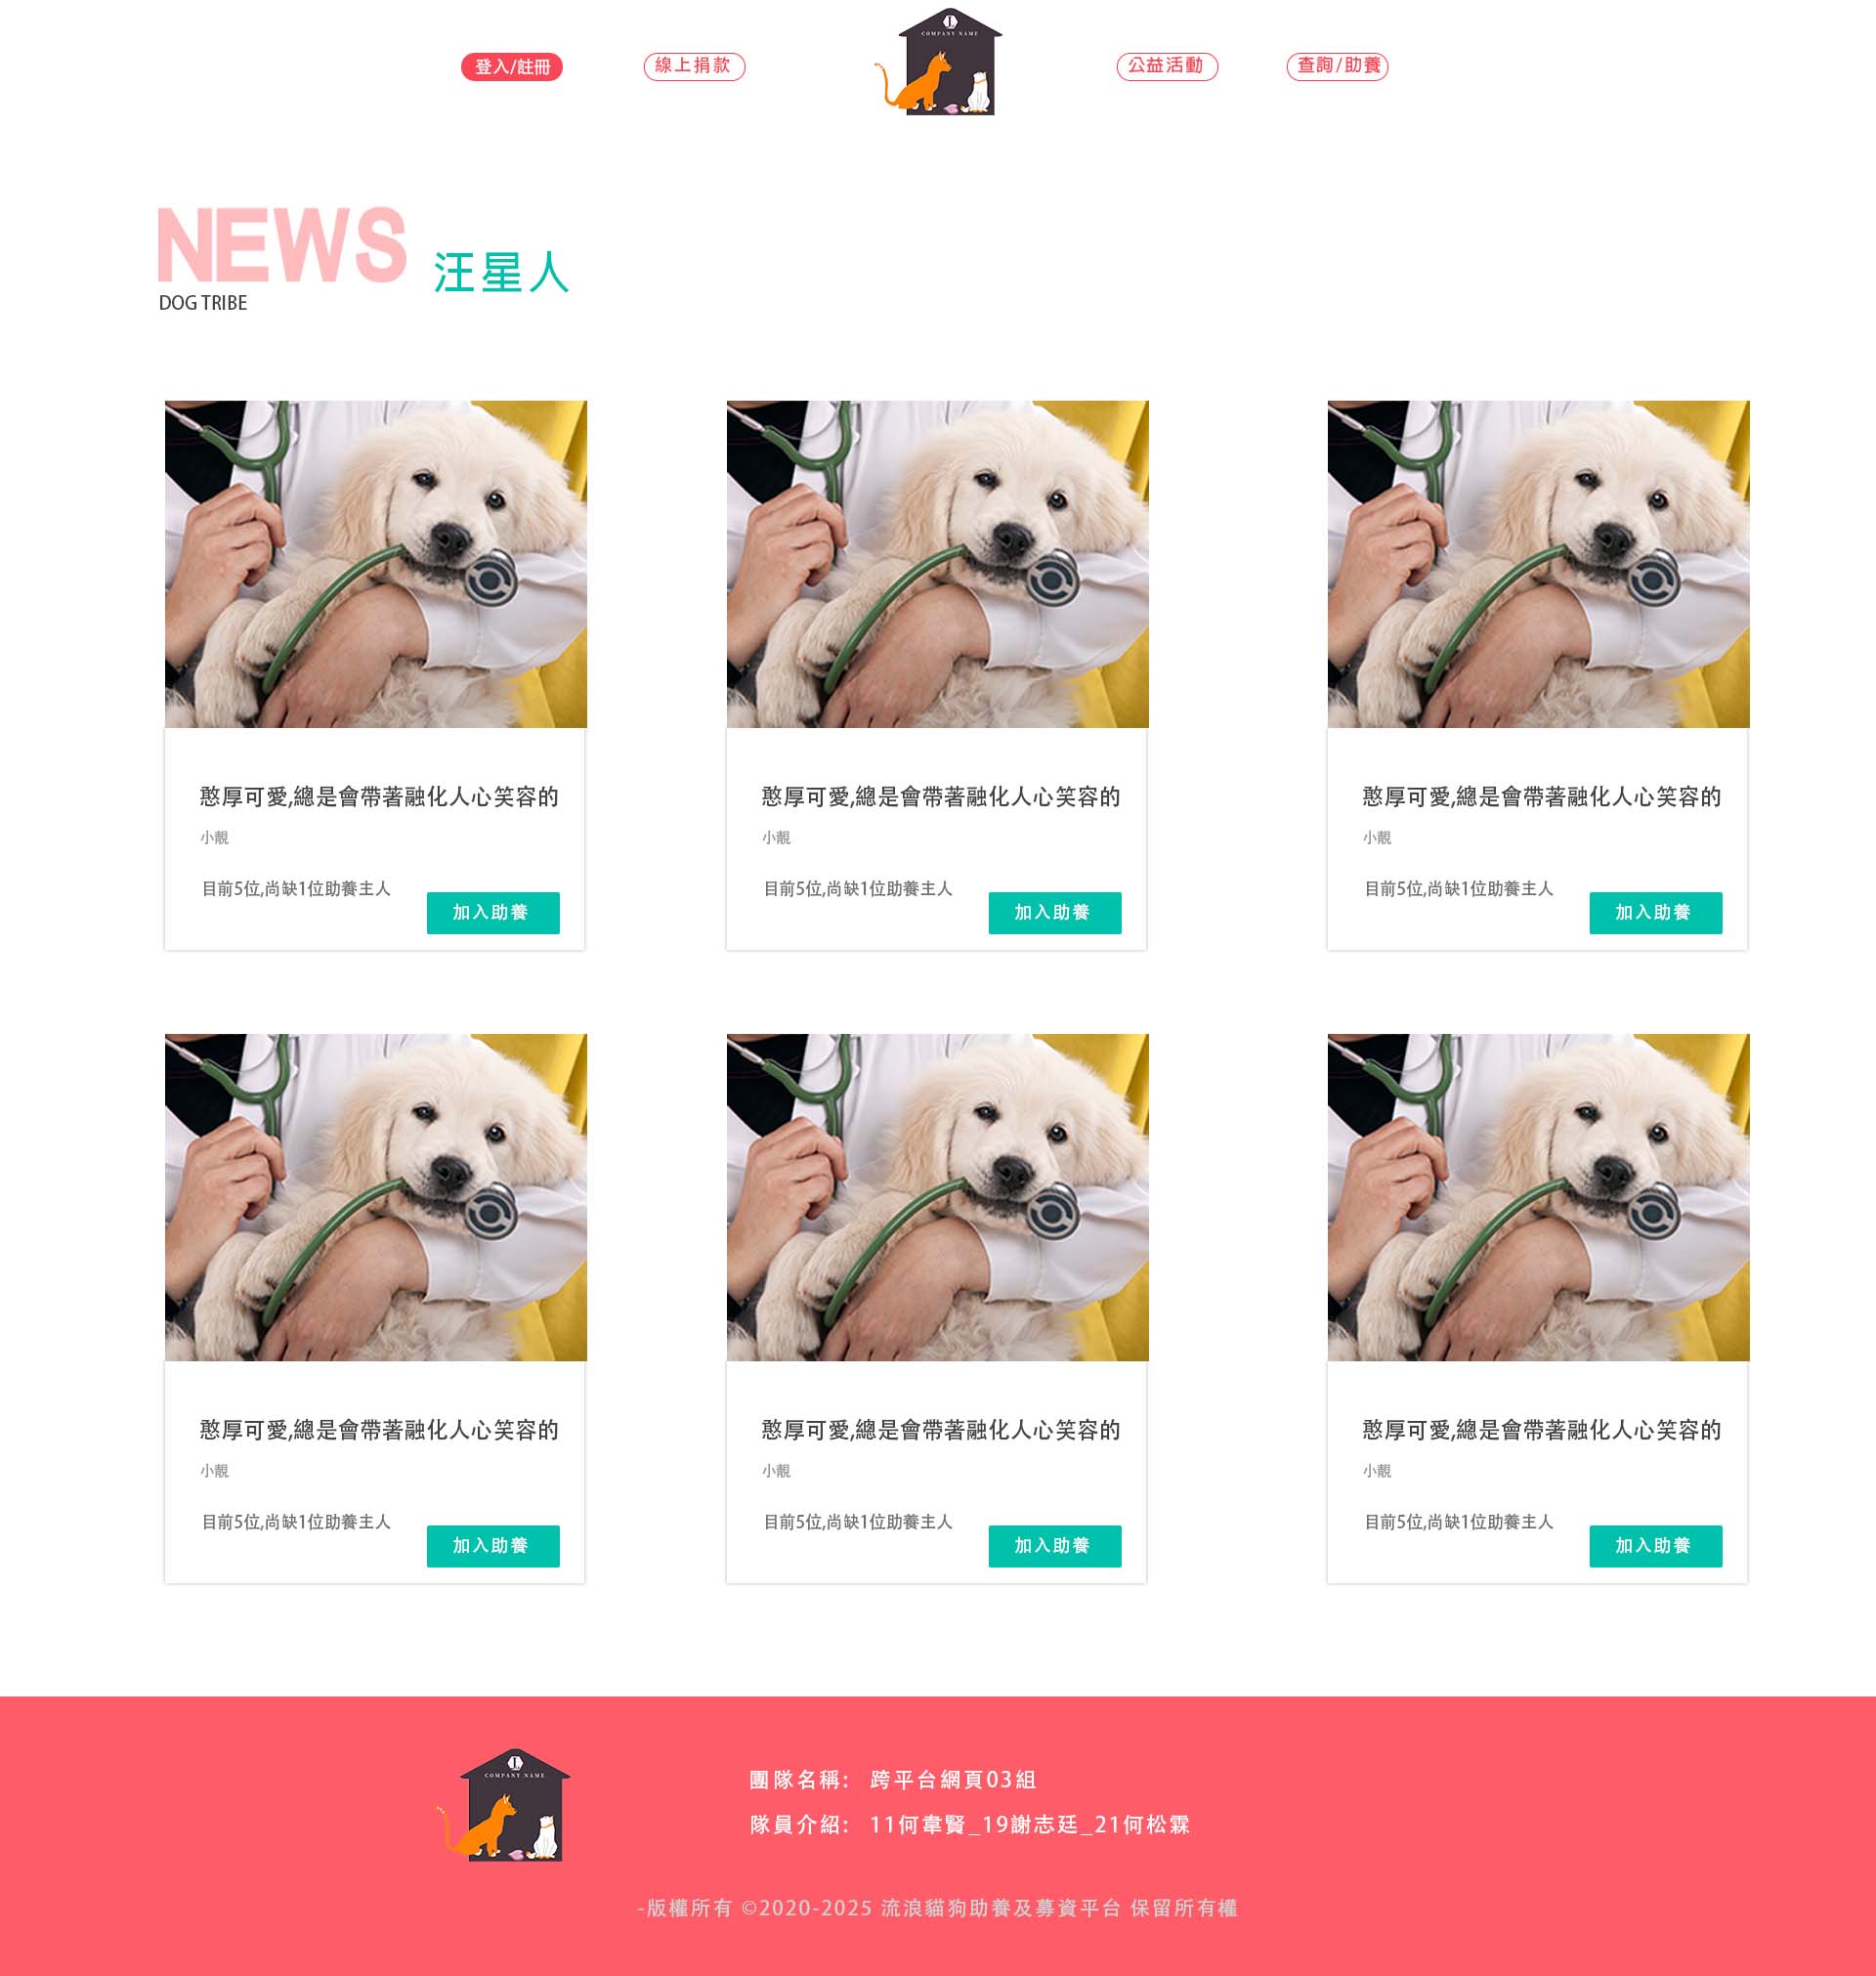 登入/註冊
線上捐款
COMPANY NAME
公益活動
查詢/助養
NEWS 汪星人
DOG TRIBE
憨厚可愛,總是會帶著融化人心笑容的
小靚
目前5位,尚缺1位助養主人
加入助養
憨厚可愛,總是會帶著融化人心笑容的
小靚
目前5位,尚缺1位助養主人
加入助養
憨厚可愛,總是會帶著融化人心笑容的
小靚
目前5位,尚缺1位助養主人
加入助養
憨厚可愛,總是會帶著融化人心笑容的
小靚
目前5位,尚缺1位助養主人
加入助養
憨厚可愛,總是會帶著融化人心笑容的
小靚
目前5位,尚缺1位助養主人
加入助養
憨厚可愛,總是會帶著融化人心笑容的
小靚
目前5位,尚缺1位助養主人
加入助養
COMPANY NAME
團隊名稱: 跨平台網頁03組
隊員介紹: 11何韋賢_19謝志廷_21何松霖
-版權所有 ©2020-2025 流浪貓狗助養及募資平台 保留所有權